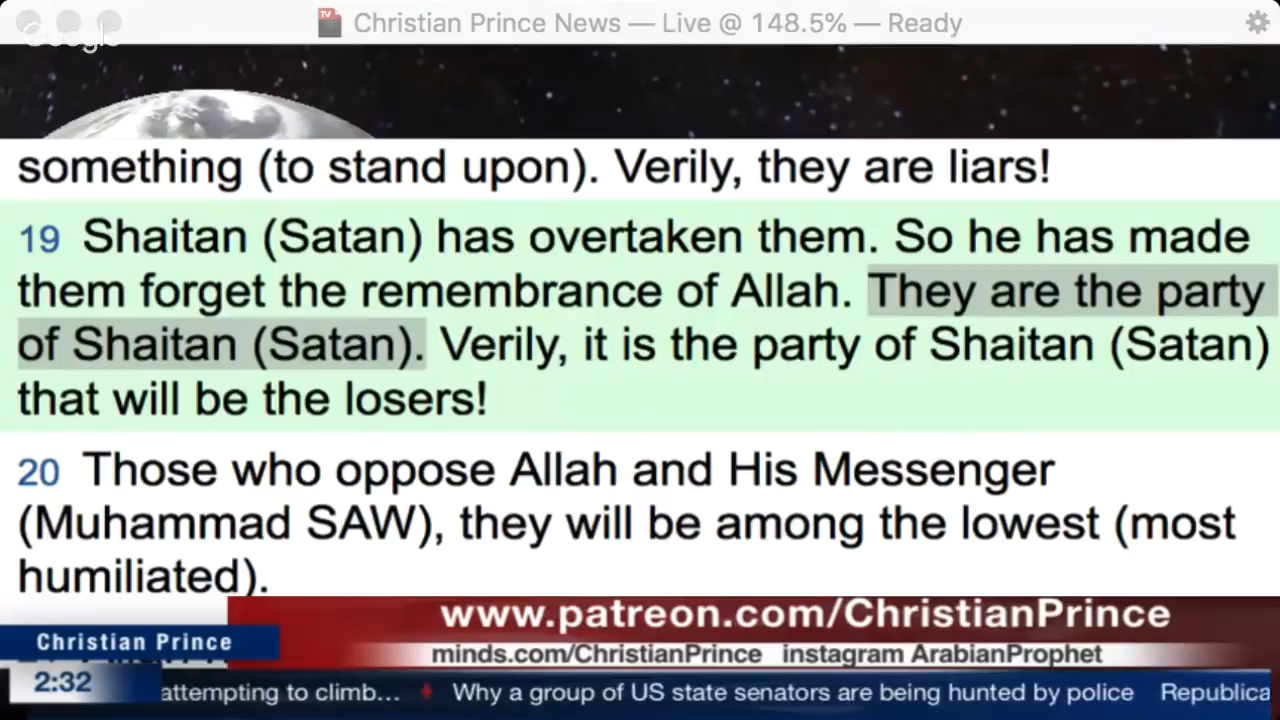 Christian Prince News — Live @ 148.5% — Ready
Google
TV
something (to stand upon). Verily, they are liars!
19 Shaitan (Satan) has overtaken them. So he has made
them forget the remembrance of Allah. They are the party
of Shaitan (Satan). Verily, it is the party of Shaitan (Satan)
that will be the losers!
20 Those who oppose Allah and His Messenger
(Muhammad SAW), they will be among the lowest (most
humiliated).
www.patreon.com/ChristianPrince
Christian Prince
minds.com/ChristianPrince instagram ArabianProphet
2:32
attempting to climb... ♦ Why a group of US state senators are being hunted by police Republica